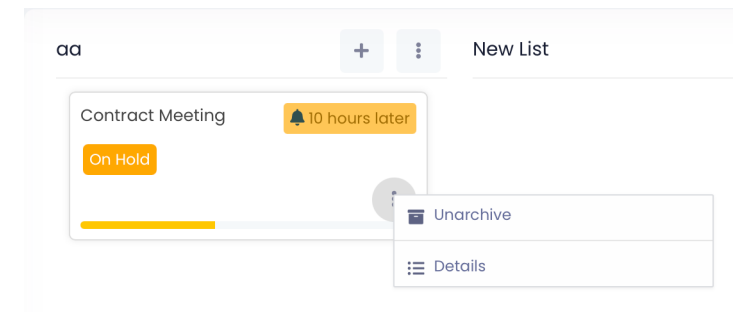 aa
New List
Contract Meeting
10 hours later
On Hold
Unarchive
Details